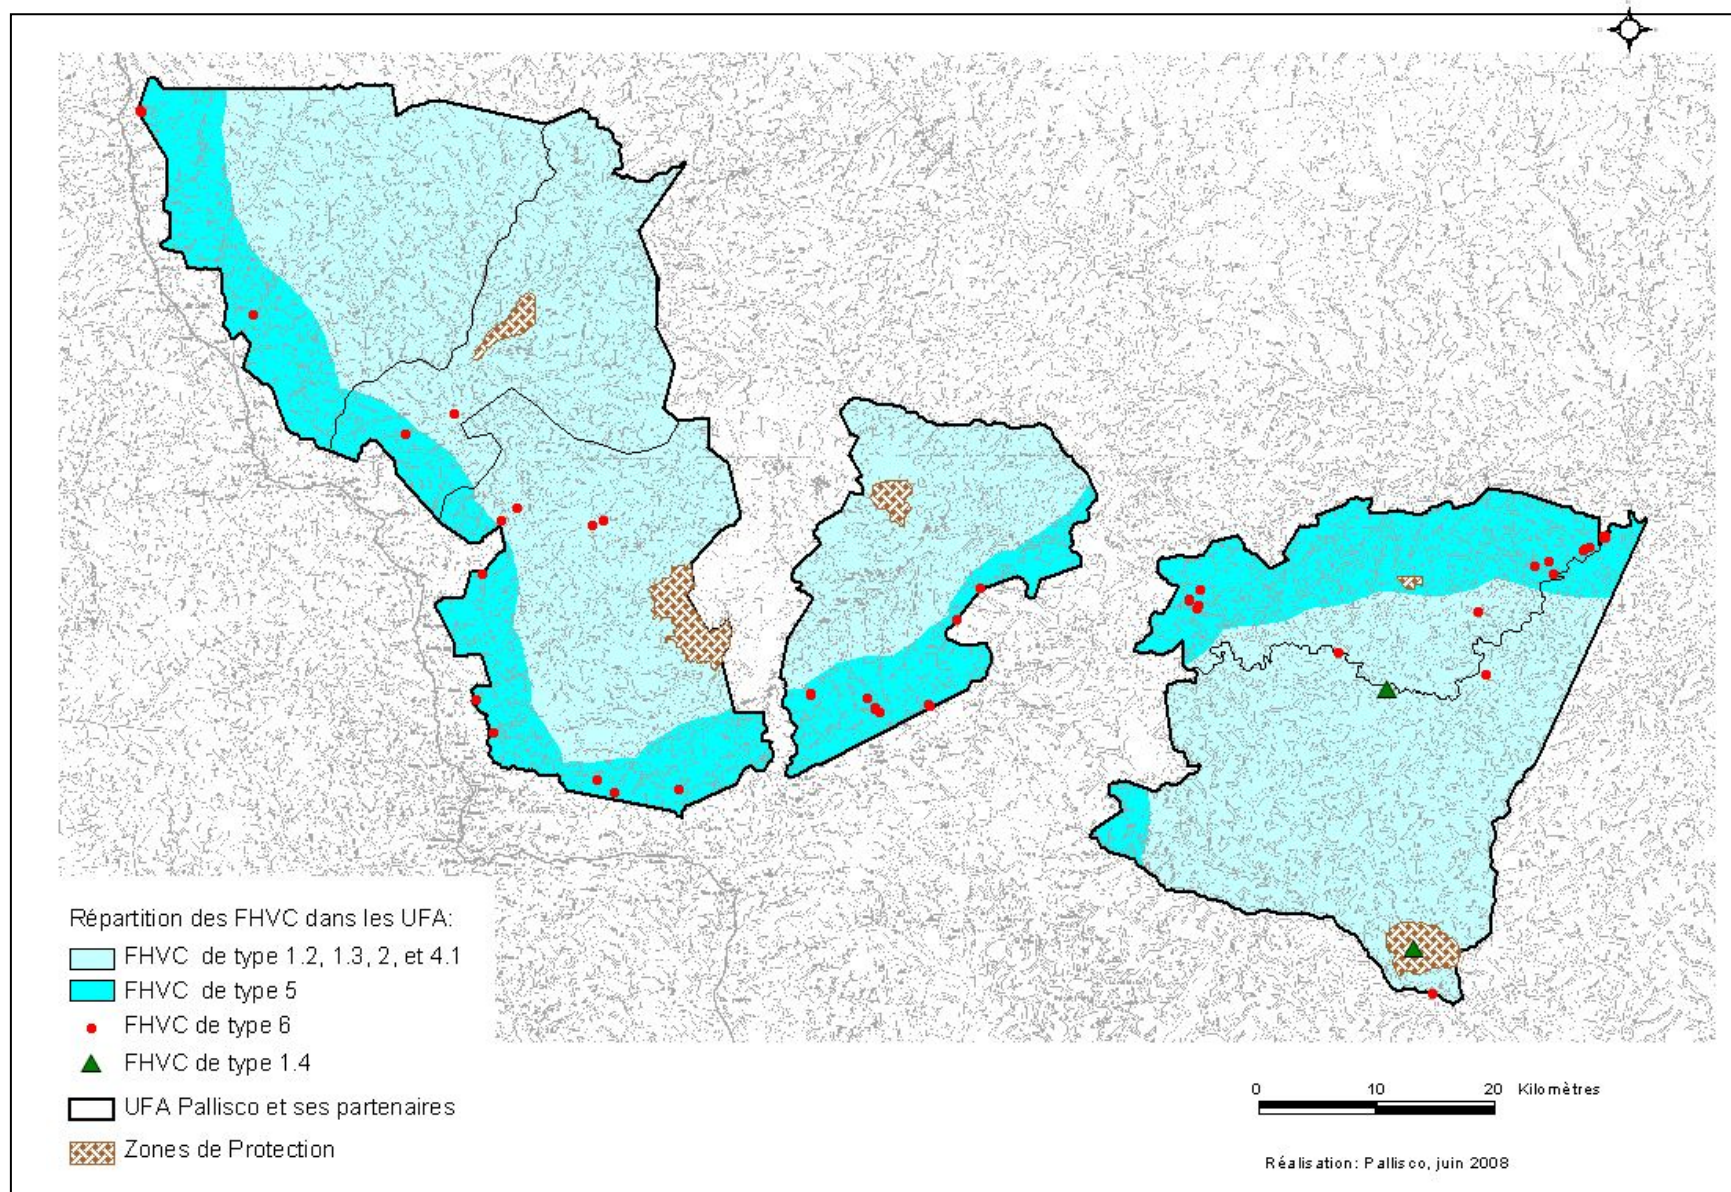 Répartition des FHVC dans les UFA:
FHVC de type 1.2, 1.3, 2, et 4.1
FHVC de type 5
FHVC de type 6
FHVC de type 1.4
UFA Pallisco et ses partenaires
Zones de Protection
0 10 20 Kilomètres
Réalisation: Pallisco, juin 2008